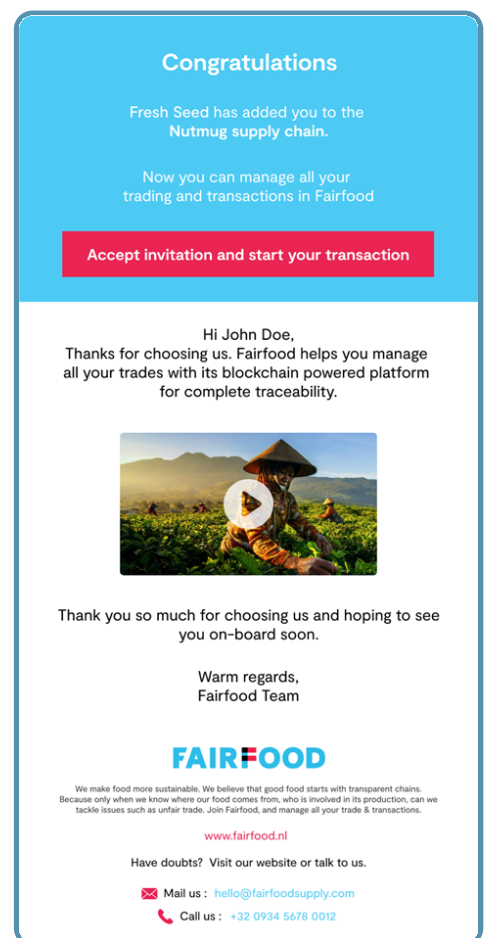 Congratulations
Fresh Seed has added you to the
Nutmug supply chain.
Now you can manage all your
trading and transactions in Fairfood
Accept invitation and start your transaction
Hi John Doe,
Thanks for choosing us. Fairfood helps you manage
all your trades with its blockchain powered platform
for complete traceability.
Thank you so much for choosing us and hoping to see
you on-board soon.
Warm regards,
Fairfood Team
FAIRFOOD
We make food more sustainable. We believe that good food starts with transparent chains.
Because only when we know where our food comes from, who is involved in its production, can we
tackle issues such as unfair trade. Join Fairfood, and manage all your trade & transactions.
www.fairfood.nl
Have doubts? Visit our website or talk to us.
Mail us : hello@fairfoodsupply.com
Call us : +32 0934 5678 0012